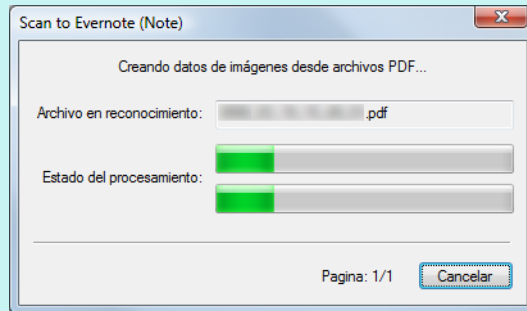 Scan to Evernote (Note)
Creando datos de imágenes desde archivos PDF...
Archivo en reconocimiento: .pdf
Estado del procesamiento:
Pagina: 1/1 Cancelar